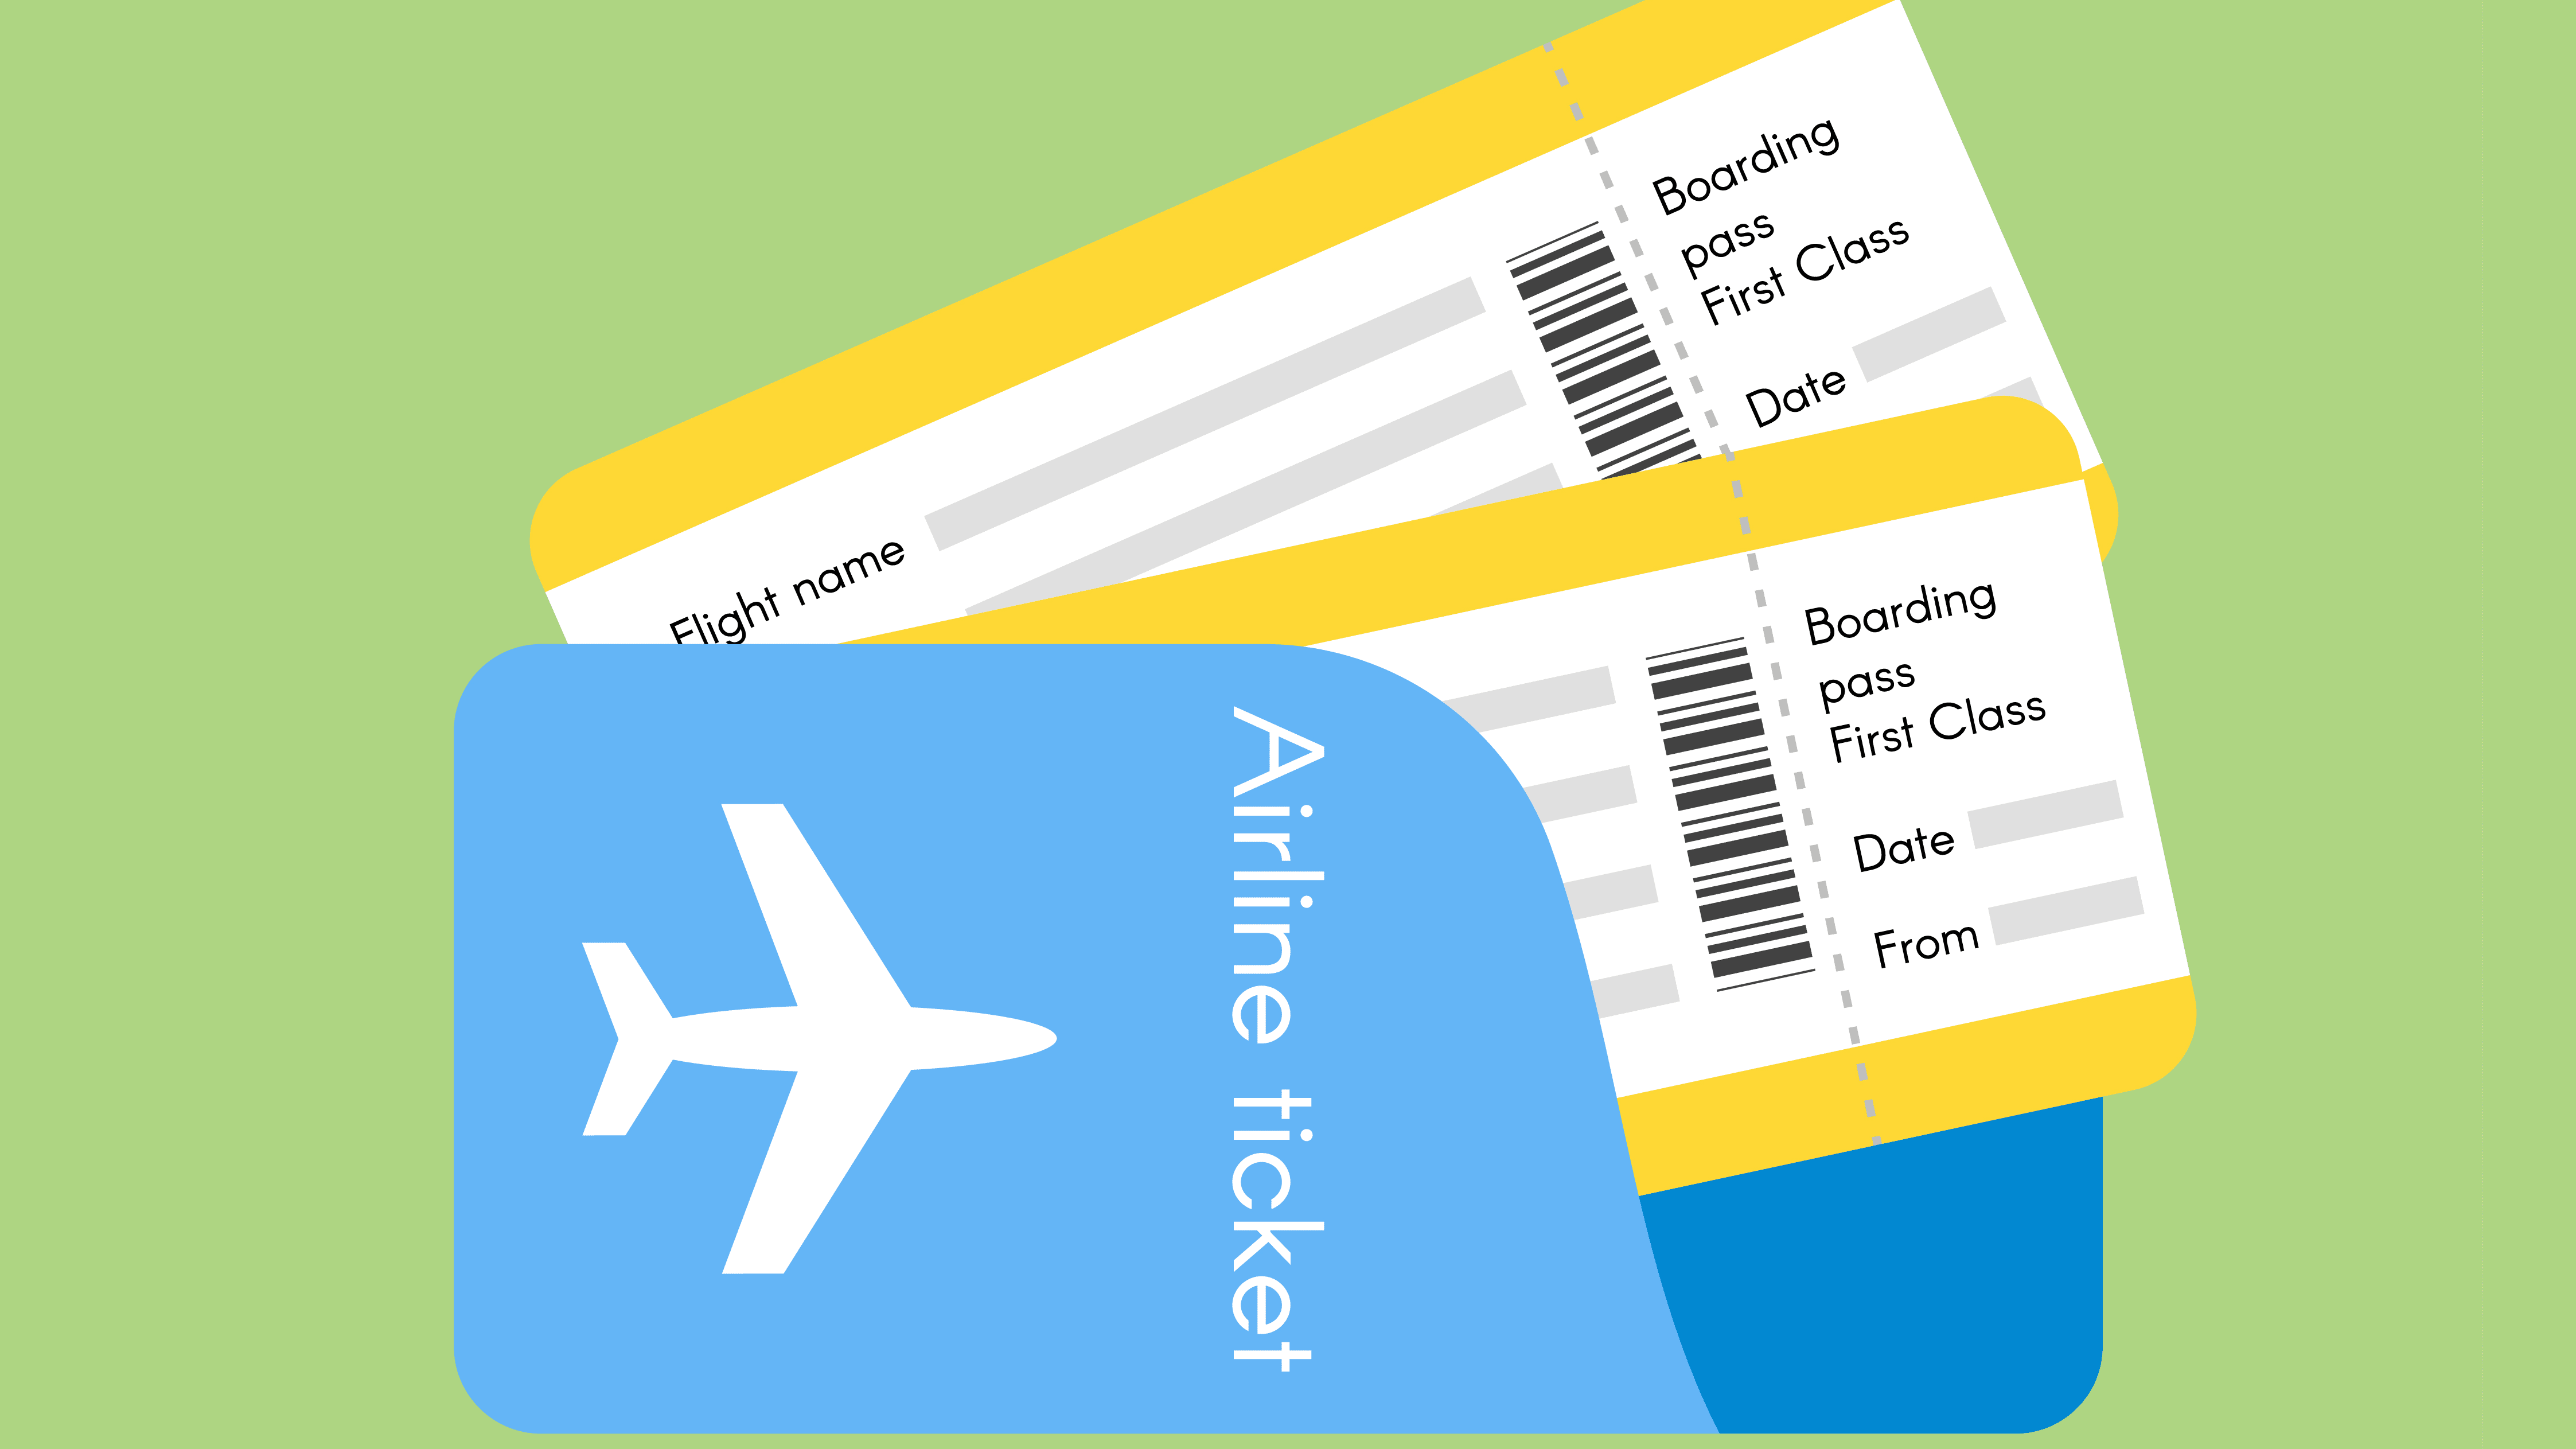 Boarding
pass
First Class
Date
Flight name
Boarding
pass
First Class
Date
From
Airline ticket